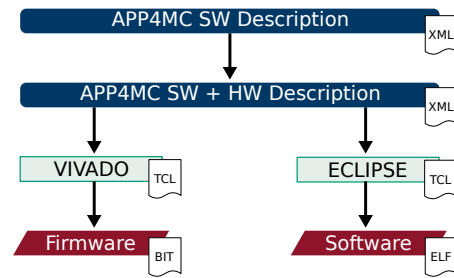 APP4MC SW Description
XML
APP4MC SW + HW Description
XML
VIVADO
TCL
ECLIPSE
TCL
Firmware
BIT
Software
ELF